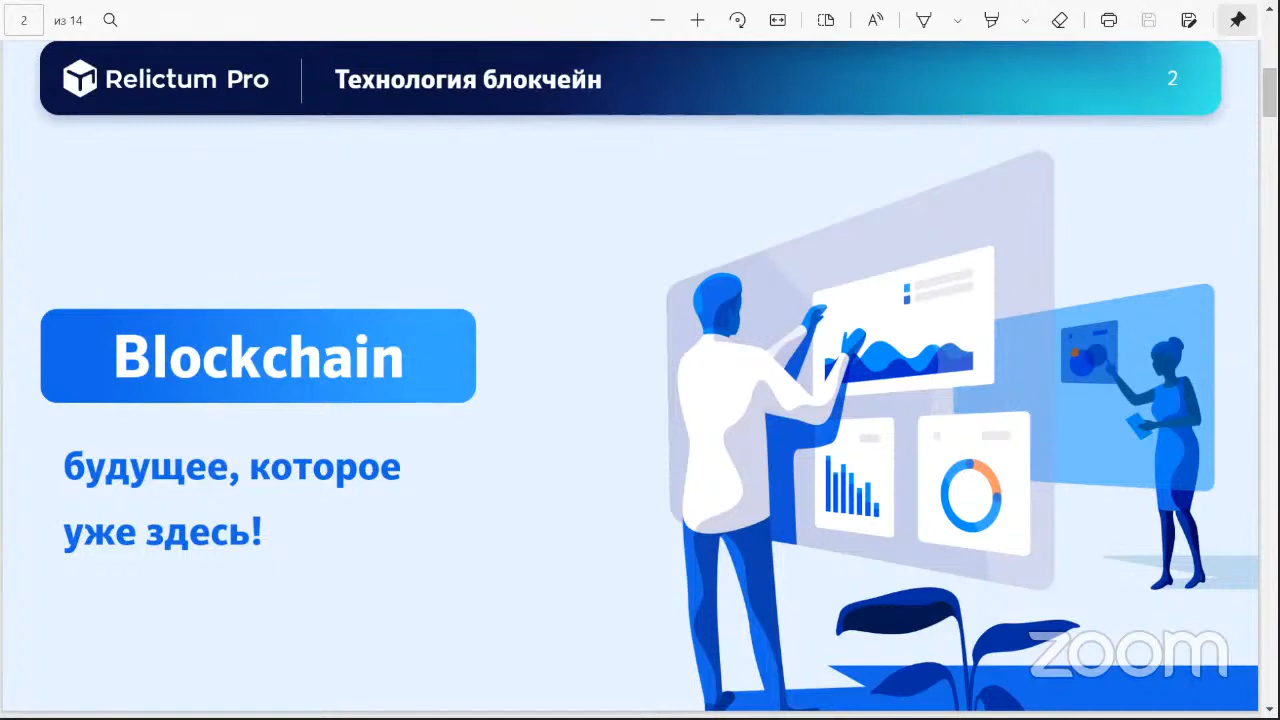 2 из 14
Relictum Pro
Технология блокчейн
2
Blockchain
будущее, которое
уже здесь!
zoom